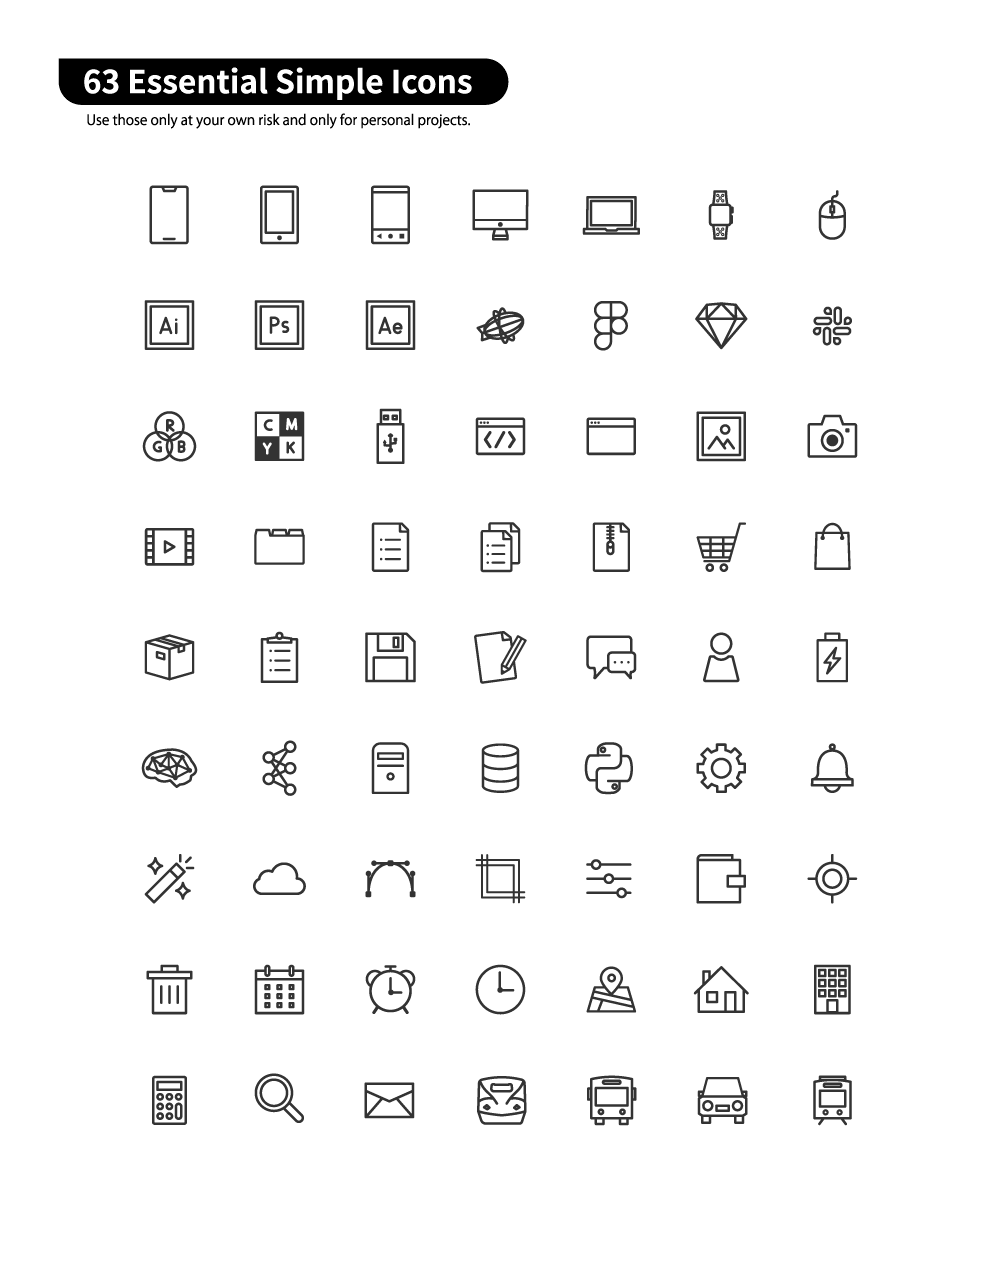 63 Essential Simple Icons
Use those only at your own risk and only for personal projects.
Ai Ps Ae
R
G B
C M
Y K
</>